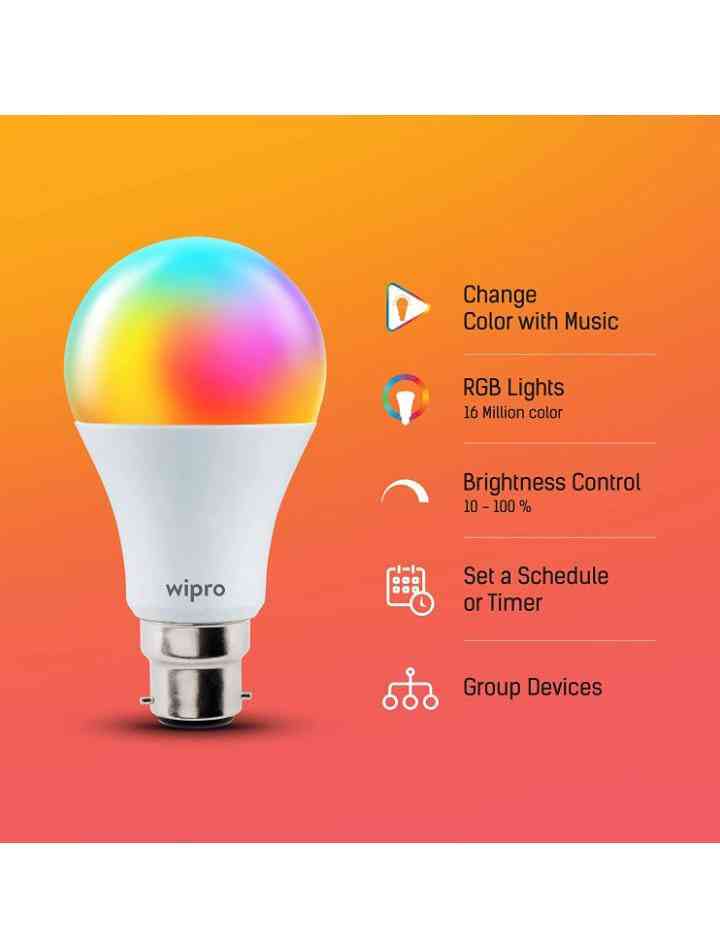 Change
Color with Music
RGB Lights
16 Million color
Brightness Control
10 – 100 %
Set a Schedule
or Timer
wipro
Group Devices